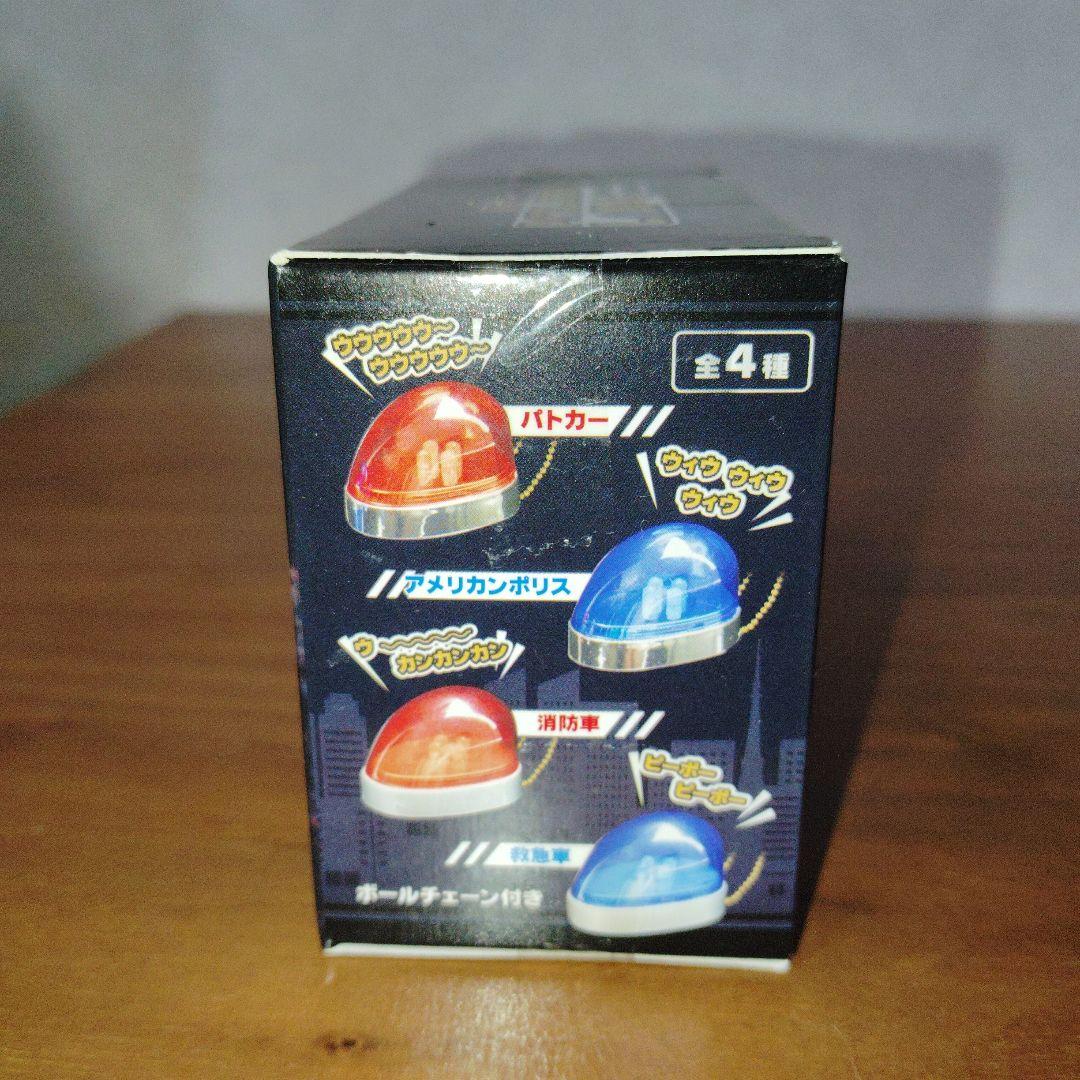 ウウウウウ～
ウウウウウ～
全4種
パトカー
ウィウ ウィウ
ウィウ
アメリカンポリス
ウ～～～～～
カンカンカン
消防車
ピーポー
ピーポー
救急車
ボールチェーン付き